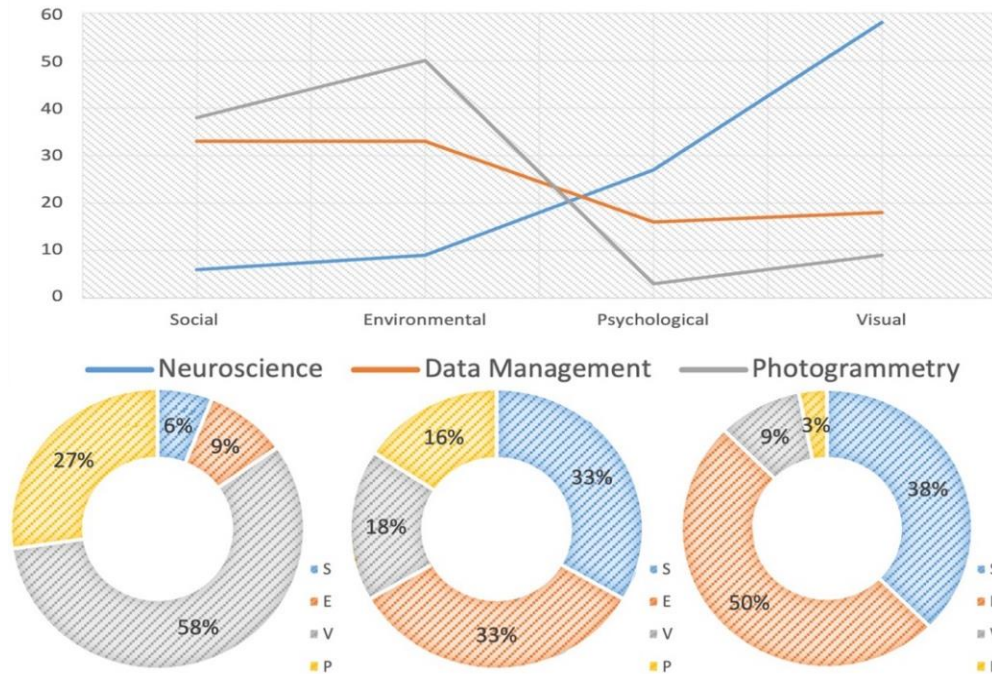 60
50
40
30
20
10
0
Social Environmental Psychological Visual
Neuroscience Data Management Photogrammetry
6%
9%
27%
58%
S
E
V
P
16%
33%
18%
33%
S
E
V
P
9%
3%
38%
50%